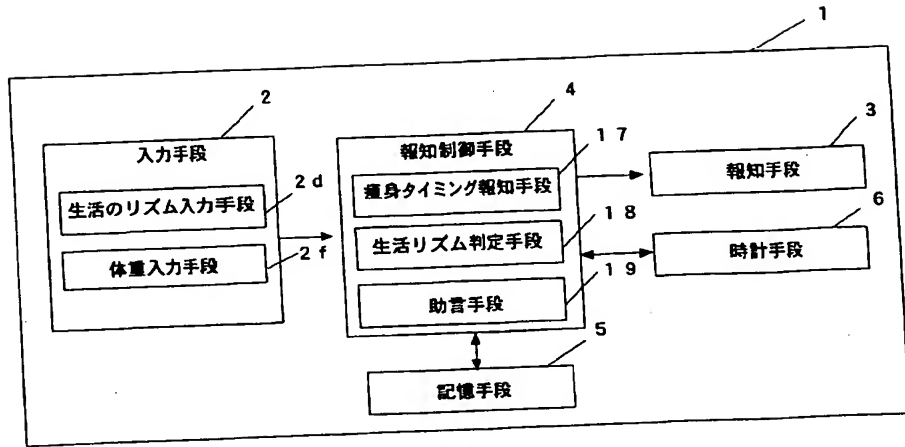 1
2
入力手段
生活のリズム入力手段
2d
体重入力手段
2f
4
報知制御手段
17
痩身タイミング報知手段
生活リズム判定手段
18
助言手段
19
3
報知手段
6
時計手段
5
記憶手段